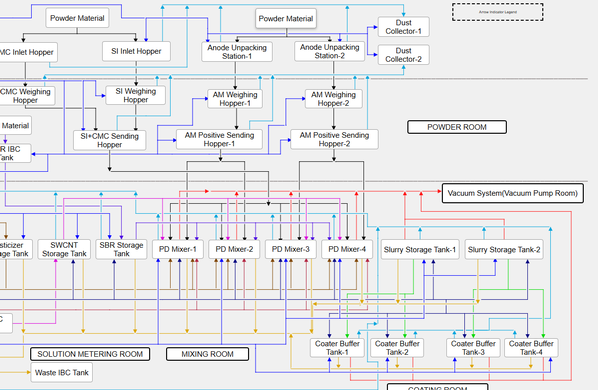 Powder Material
Powder Material
Arrow Indicator Legend
Dust
Collector-1
MC Inlet Hopper
SI Inlet Hopper
Anode Unpacking
Station-1
Anode Unpacking
Station-2
Dust
Collector-2
CMC Weighing
Hopper
SI Weighing
Hopper
AM Weighing
Hopper-1
AM Weighing
Hopper-2
Material
POWDER ROOM
SI+CMC Sending
Hopper
AM Positive Sending
Hopper-1
AM Positive Sending
Hopper-2
R IBC
Tank
Vacuum System(Vacuum Pump Room)
sticizer
ge Tank
SWCNT
Storage Tank
SBR Storage
Tank
PD Mixer-1
PD Mixer-2
PD Mixer-3
PD Mixer-4
Slurry Storage Tank-1
Slurry Storage Tank-2
C
SOLUTION METERING ROOM
MIXING ROOM
Coater Buffer
Tank-1
Coater Buffer
Tank-2
Coater Buffer
Tank-3
Coater Buffer
Tank-4
Waste IBC Tank
COATING ROOM